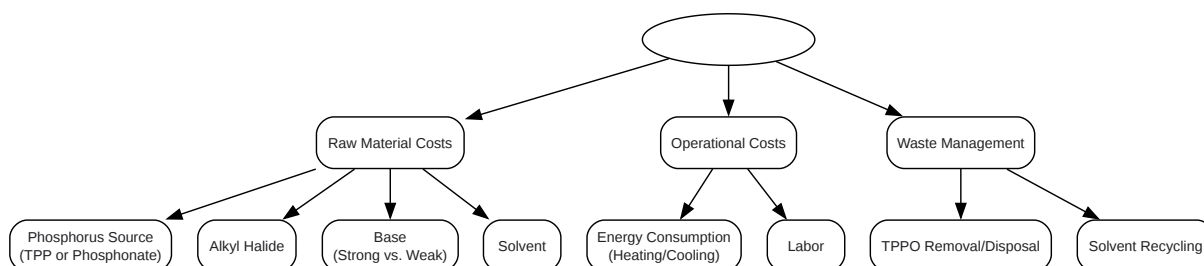 Raw Material Costs
Operational Costs
Waste Management
Phosphorus Source
(TPP or Phosphonate)
Alkyl Halide
Base
(Strong vs. Weak)
Solvent
Energy Consumption
(Heating/Cooling)
Labor
TPPO Removal/Disposal
Solvent Recycling